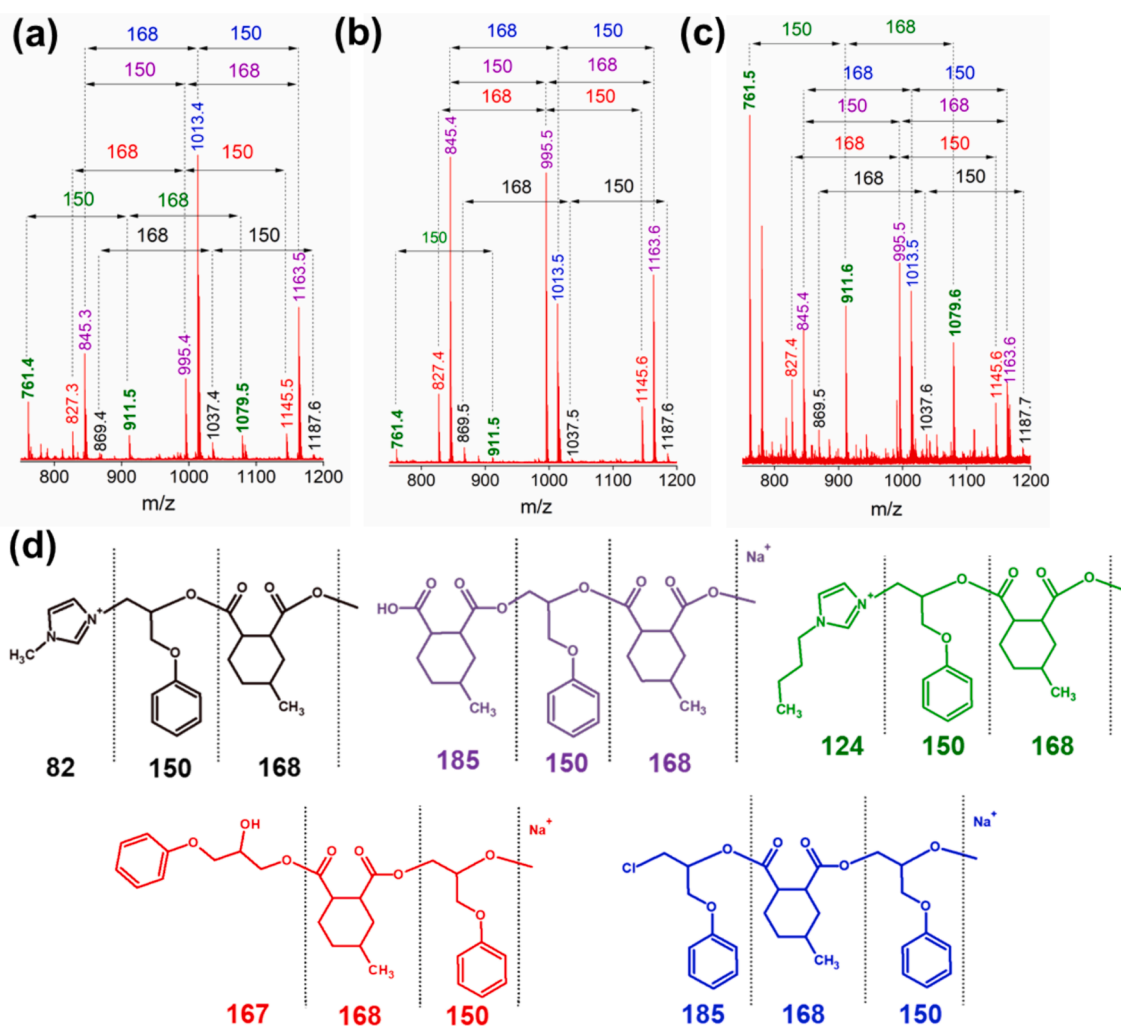 (a)
168 150
150 168
168 150
150 168
168 150
761.4
827.3
845.3
869.4
911.5
995.4
1013.4
1037.4
1079.5
1145.5
1163.5
1187.6
800 900 1000 1100 1200
m/z
(b)
168 150
150 168
168 150
168 150
150
761.4
827.4
845.4
869.5
911.5
995.5
1013.5
1037.5
1145.6
1163.6
1187.6
800 900 1000 1100 1200
m/z
(c)
150 168
168 150
150 168
168 150
168 150
761.5
827.4
845.4
869.5
911.6
995.5
1013.5
1037.6
1079.6
1145.6
1163.6
1187.7
800 900 1000 1100 1200
m/z
(d)
N
N+
H3C
O
O
O
O
O
CH3
82 150 168
HO
O
O
O
O
O
O
O
O
CH3
CH3
Na+
185 150 168
N
N+
CH3
O
O
O
O
O
CH3
124 150 168
O
OH
O
O
O
O
O
O
CH3
Na+
167 168 150
Cl
O
O
O
O
O
O
O
CH3
Na+
185 168 150